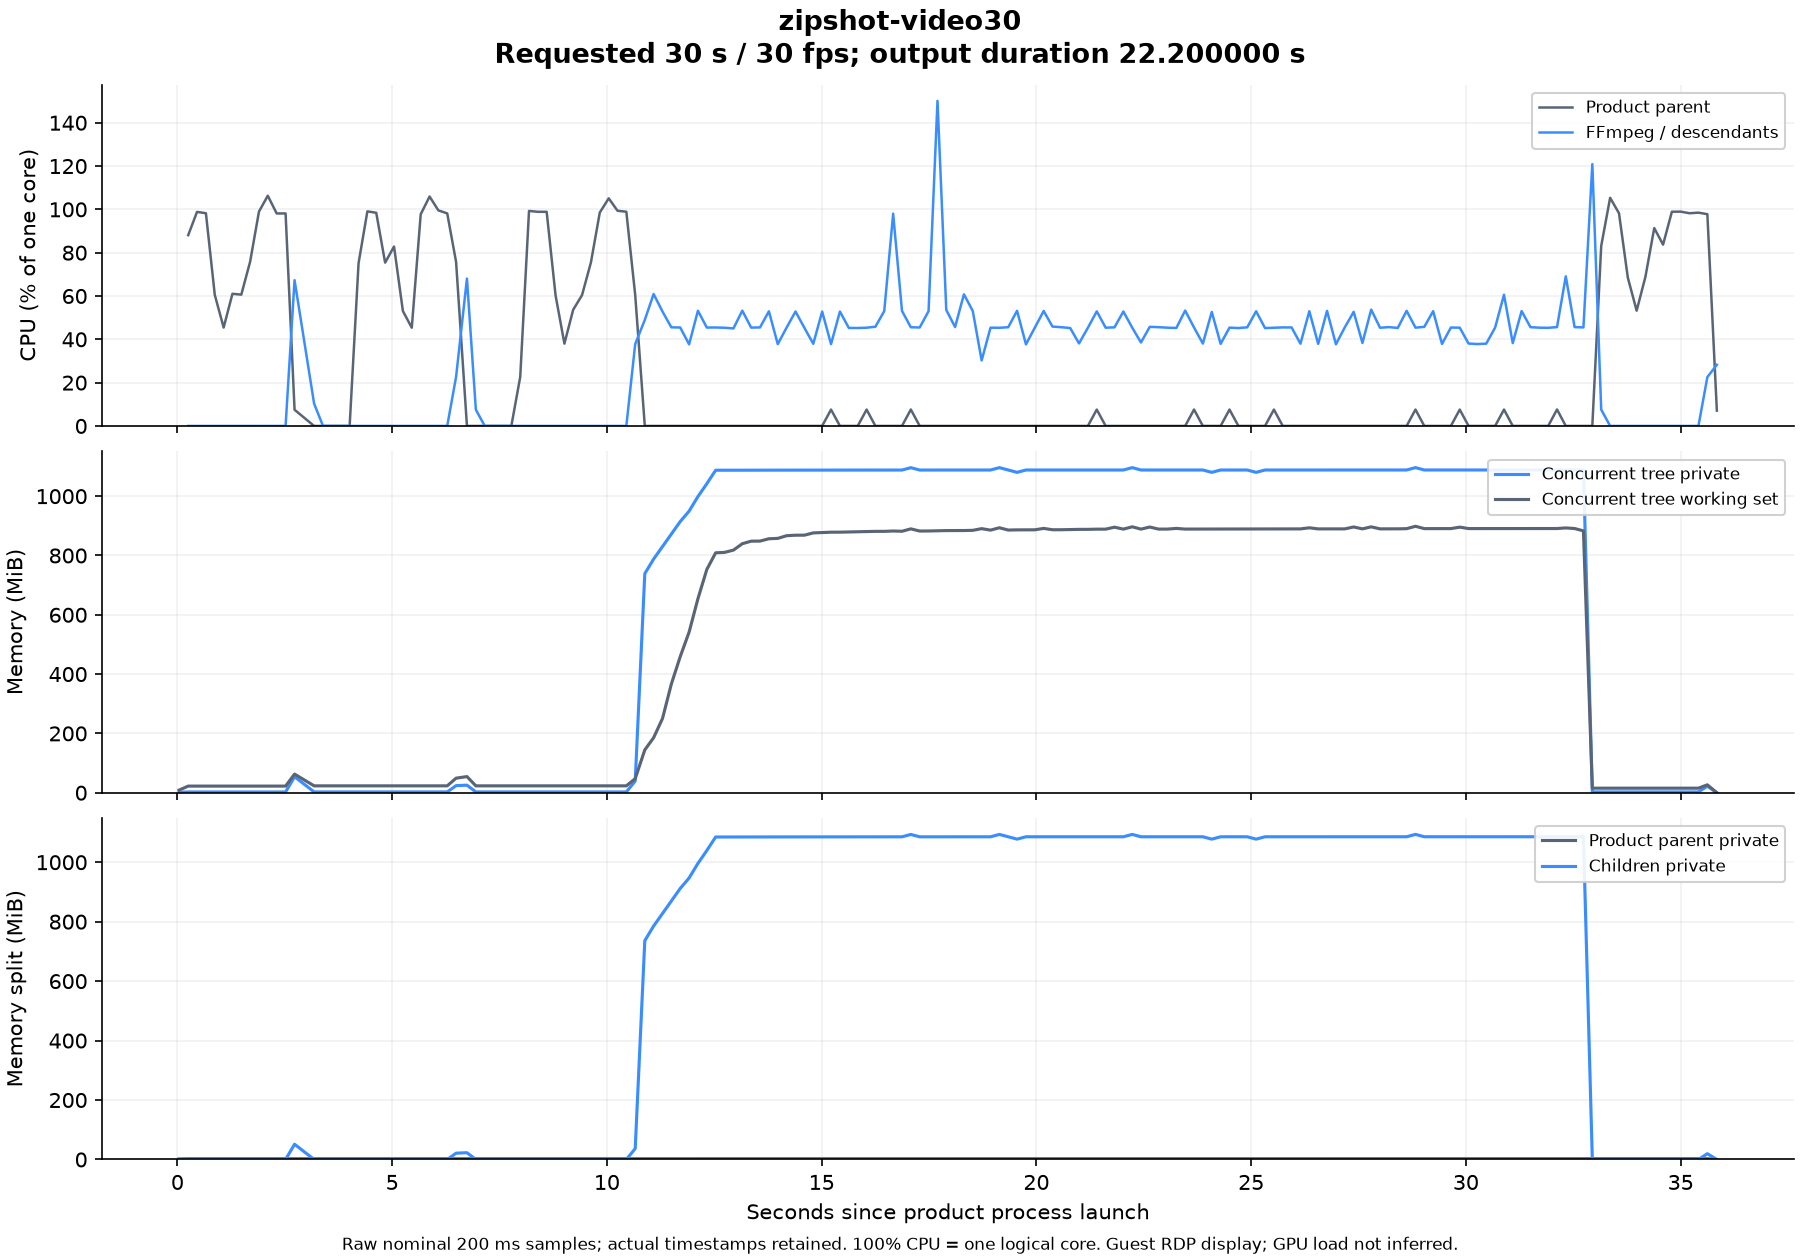 zipshot-video30
Requested 30 s / 30 fps; output duration 22.200000 s
CPU (% of one core)
140
120
100
80
60
40
20
0
Product parent
FFmpeg / descendants
Memory (MiB)
1000
800
600
400
200
0
Concurrent tree private
Concurrent tree working set
Memory split (MiB)
1000
800
600
400
200
0
Product parent private
Children private
0 5 10 15 20 25 30 35
Seconds since product process launch
Raw nominal 200 ms samples; actual timestamps retained. 100% CPU = one logical core. Guest RDP display; GPU load not inferred.